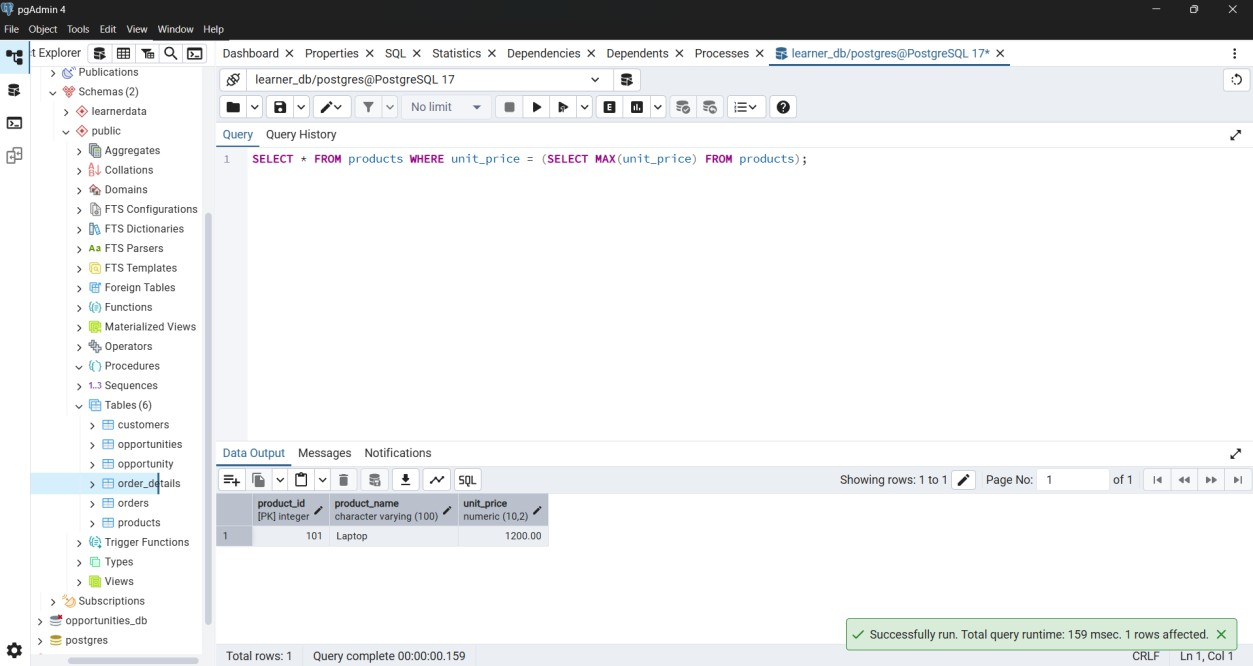 pgAdmin 4
File Object Tools Edit View Window Help
t Explorer
Dashboard Properties SQL Statistics Dependencies Dependents Processes learner_db/postgres@PostgreSQL 17*
Publications
Schemas (2)
learnerdata
public
Aggregates
Collations
Domains
FTS Configurations
FTS Dictionaries
Aa FTS Parsers
FTS Templates
Foreign Tables
Functions
Materialized Views
Operators
Procedures
1..3 Sequences
Tables (6)
customers
opportunities
opportunity
order_details
orders
products
Trigger Functions
Types
Views
Subscriptions
opportunities_db
postgres
learner_db/postgres@PostgreSQL 17
No limit
E
Query Query History
1 SELECT * FROM products WHERE unit_price = (SELECT MAX(unit_price) FROM products);
Data Output Messages Notifications
SQL
Showing rows: 1 to 1 Page No: 1 of 1
product_id product_name unit_price
[PK] integer character varying (100) numeric (10,2)
1 101 Laptop 1200.00
Successfully run. Total query runtime: 159 msec. 1 rows affected.
Total rows: 1 Query complete 00:00:00.159 CRLF Ln 1, Col 1